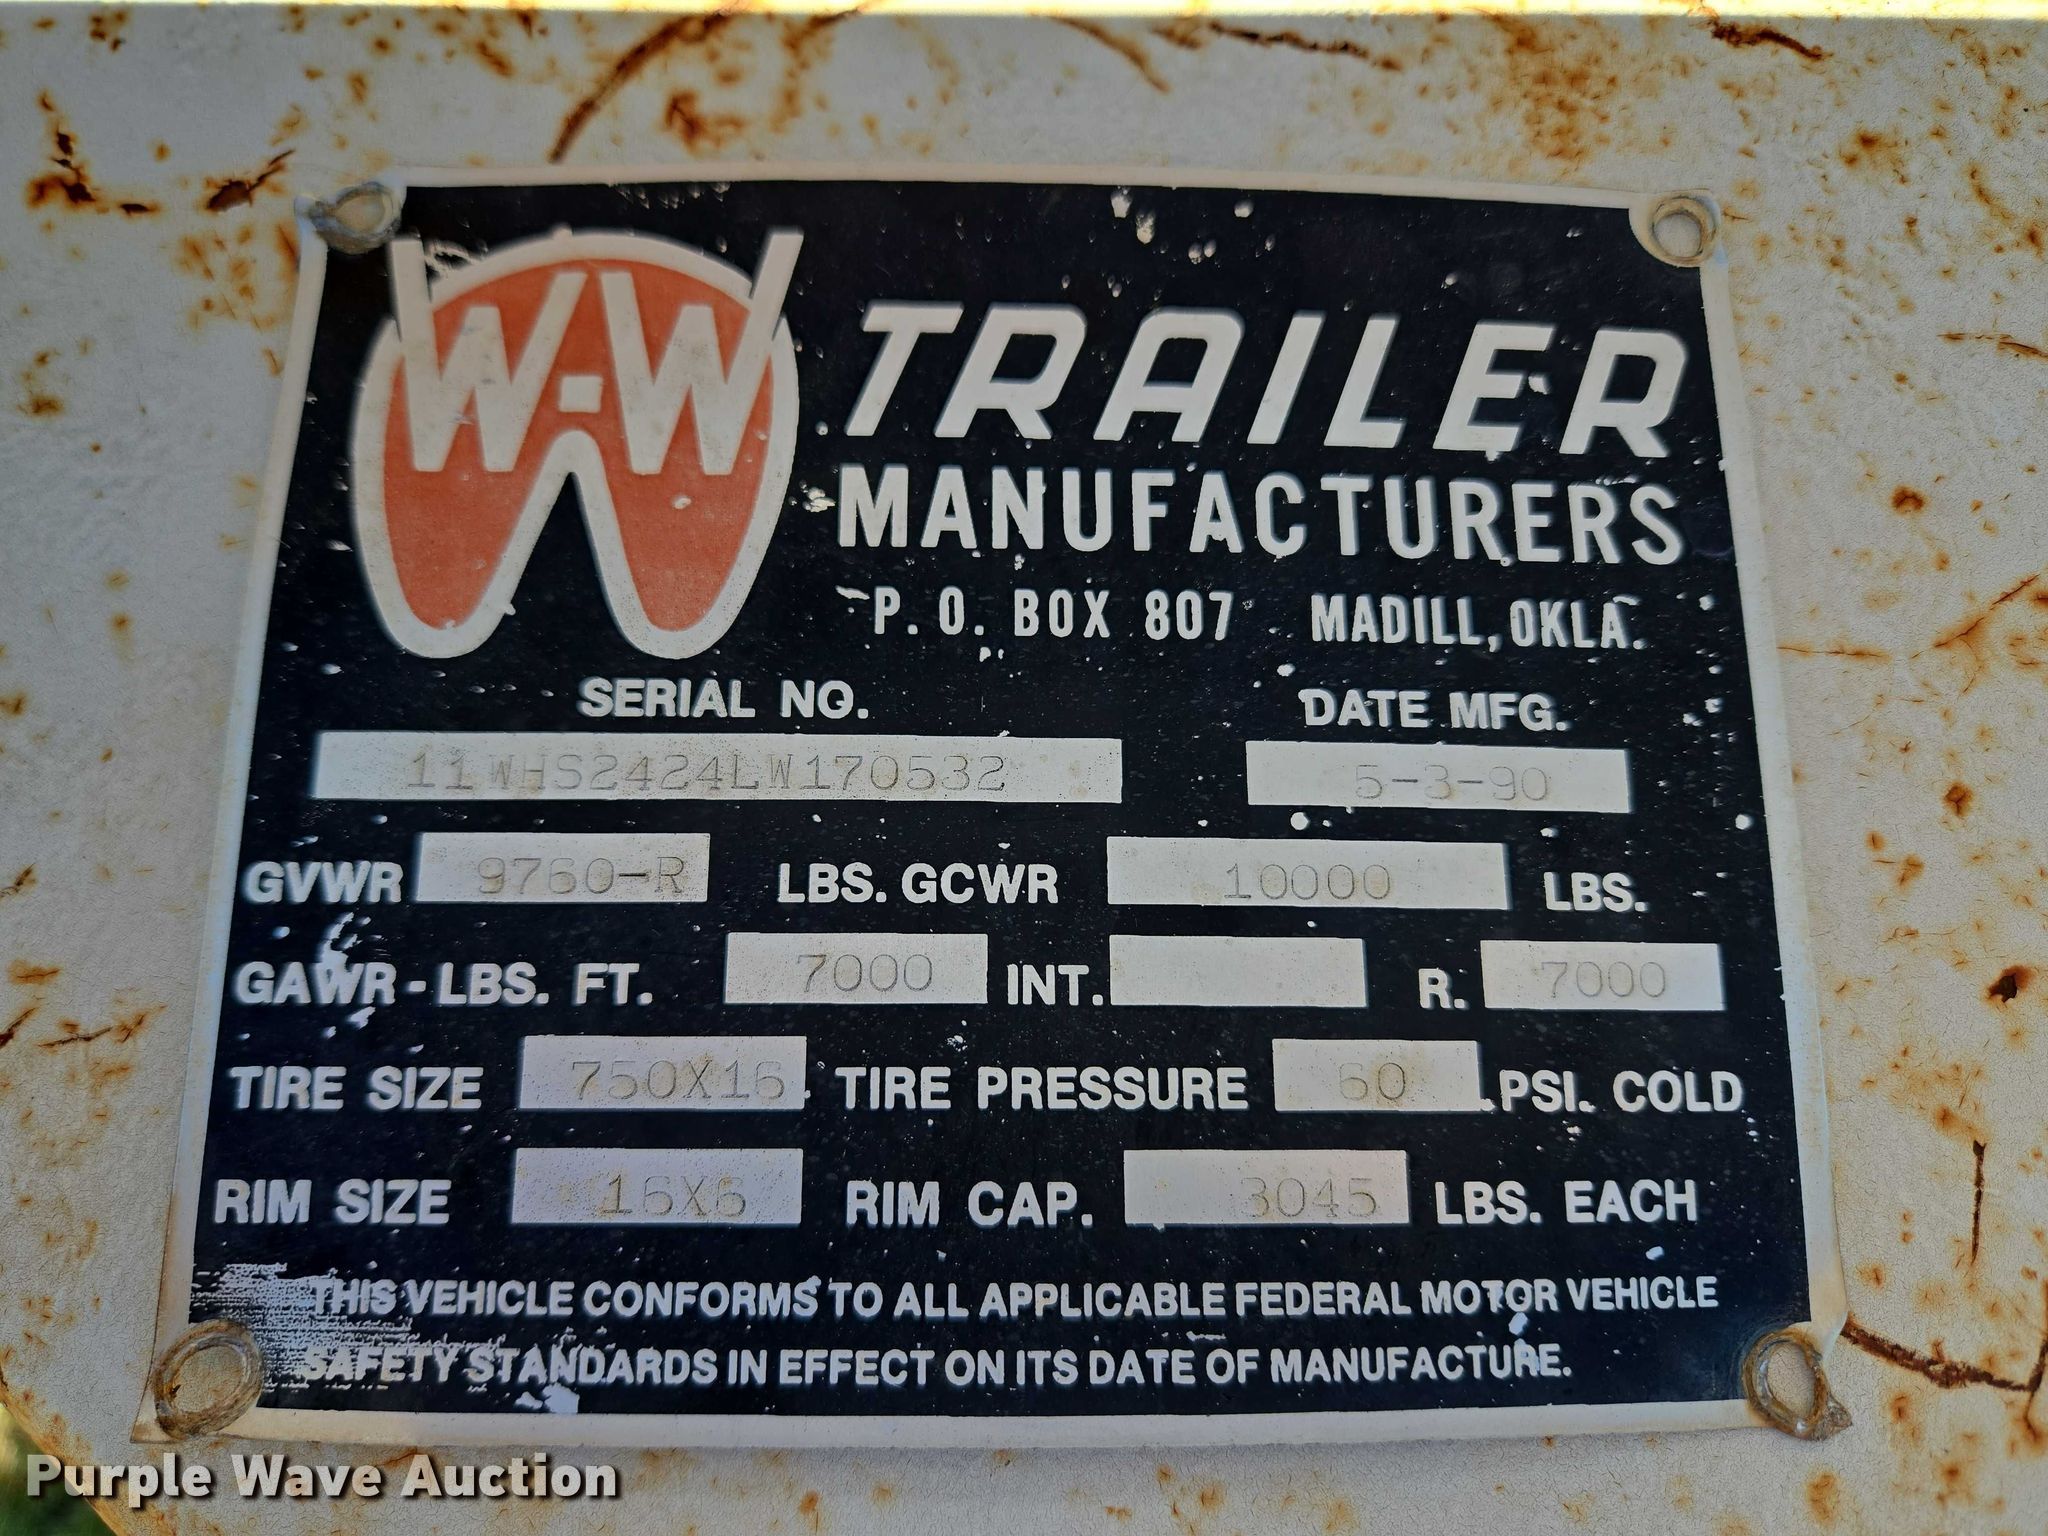 W-W TRAILER
MANUFACTURERS
P. O. BOX 807 MADILL, OKLA.
SERIAL NO. DATE MFG.
11WHS2424LW170532 5-3-90
GVWR 9760-R LBS. GCWR 10000 LBS.
GAWR-LBS. FT. 7000 INT. R. 7000
TIRE SIZE 750X16 TIRE PRESSURE 60 PSI. COLD
RIM SIZE 16X6 RIM CAP. 3045 LBS. EACH
THIS VEHICLE CONFORMS TO ALL APPLICABLE FEDERAL MOTOR VEHICLE
SAFETY STANDARDS IN EFFECT ON ITS DATE OF MANUFACTURE.
Purple Wave Auction